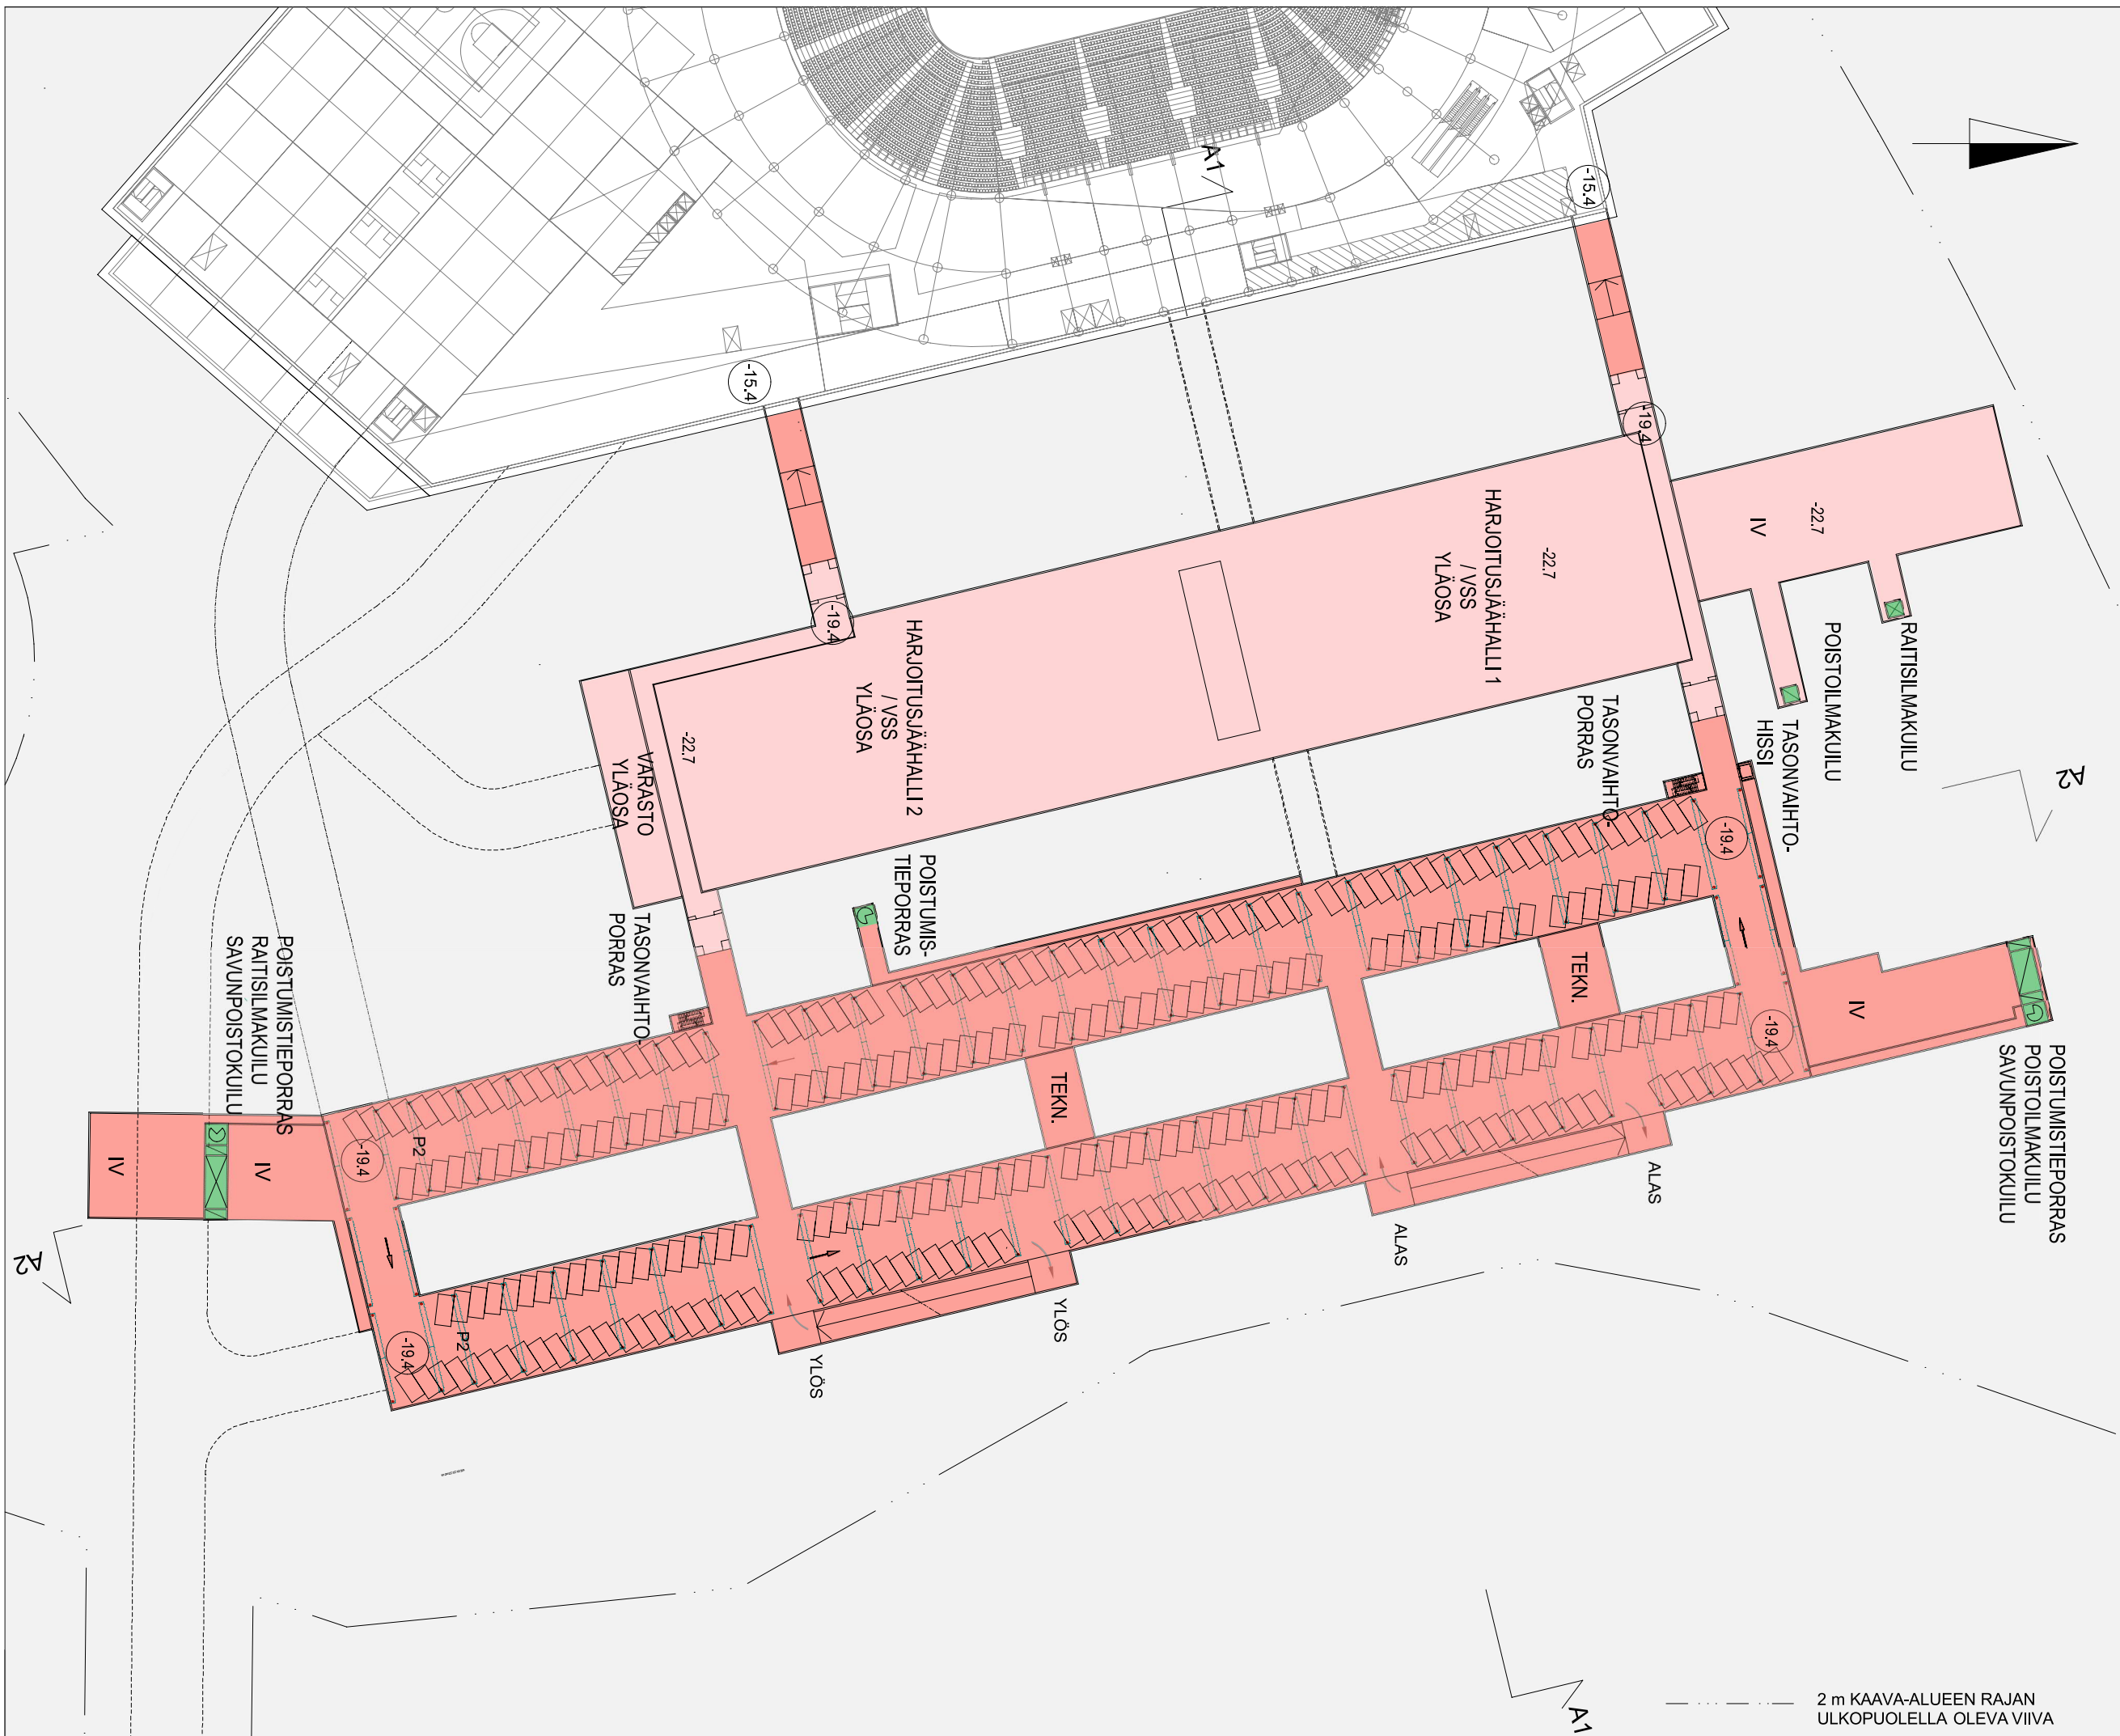 A1
-15.4
-15.4
-19.4
-19.4
HARJOITUSJÄÄHALLI 1
/ VSS
YLÄOSA
-22.7
IV
-22.7
RAITISILMAKUILU
POISTOILMAKUILU
TASONVAIHTO-
HISSI
TASONVAIHTO-
PORRAS
A2
HARJOITUSJÄÄHALLI 2
/ VSS
YLÄOSA
-22.7
VARASTO
YLÄOSA
POISTUMIS-
TIEPORRAS
TASONVAIHTO-
PORRAS
-19.4
-19.4
TEKN.
TEKN.
IV
POISTUMISTIEPORRAS
POISTOILMAKUILU
SAVUNPOISTOKUILU
POISTUMISTIEPORRAS
RAITISILMAKUILU
SAVUNPOISTOKUILU
IV
IV
-19.4
P2
P2
-19.4
A2
ALAS
ALAS
YLÖS
YLÖS
A1
2 m KAAVA-ALUEEN RAJAN
ULKOPUOLELLA OLEVA VIIVA